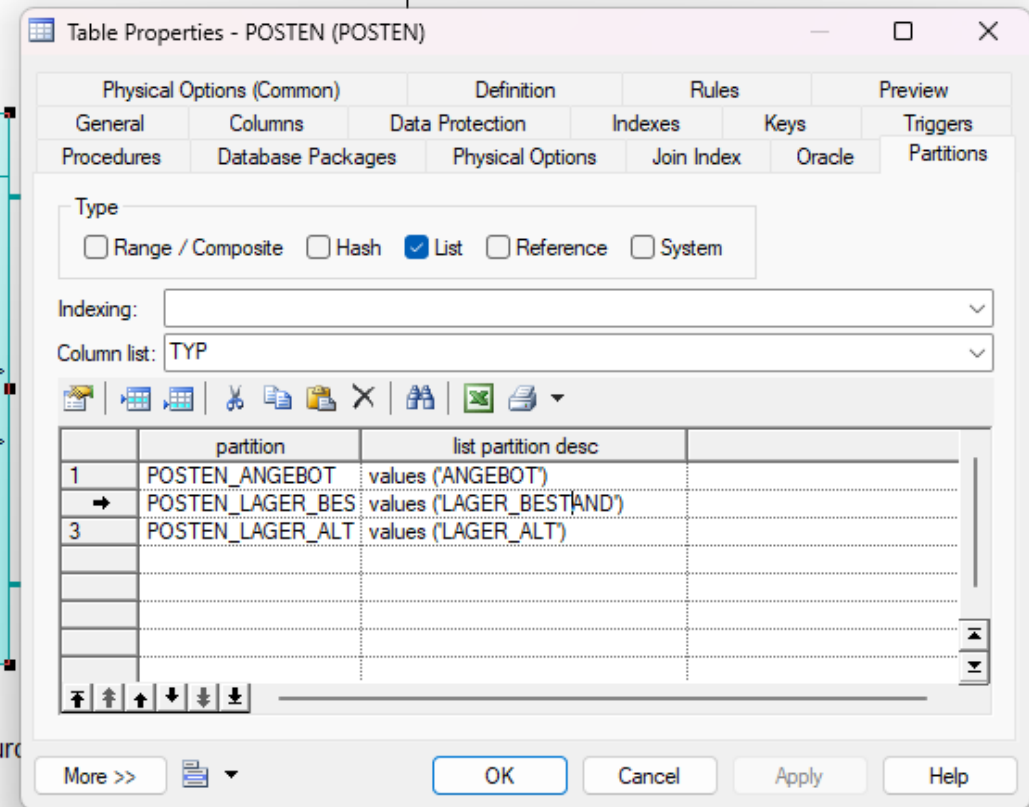 Table Properties - POSTEN (POSTEN)
Physical Options (Common) Definition Rules Preview
General Columns Data Protection Indexes Keys Triggers
Procedures Database Packages Physical Options Join Index Oracle Partitions
Type
Range / Composite Hash List Reference System
Indexing:
Column list: TYP
partition list partition desc
1 POSTEN_ANGEBOT values ('ANGEBOT')
POSTEN_LAGER_BES values ('LAGER_BESTAND')
3 POSTEN_LAGER_ALT values ('LAGER_ALT')
More >> OK Cancel Apply Help